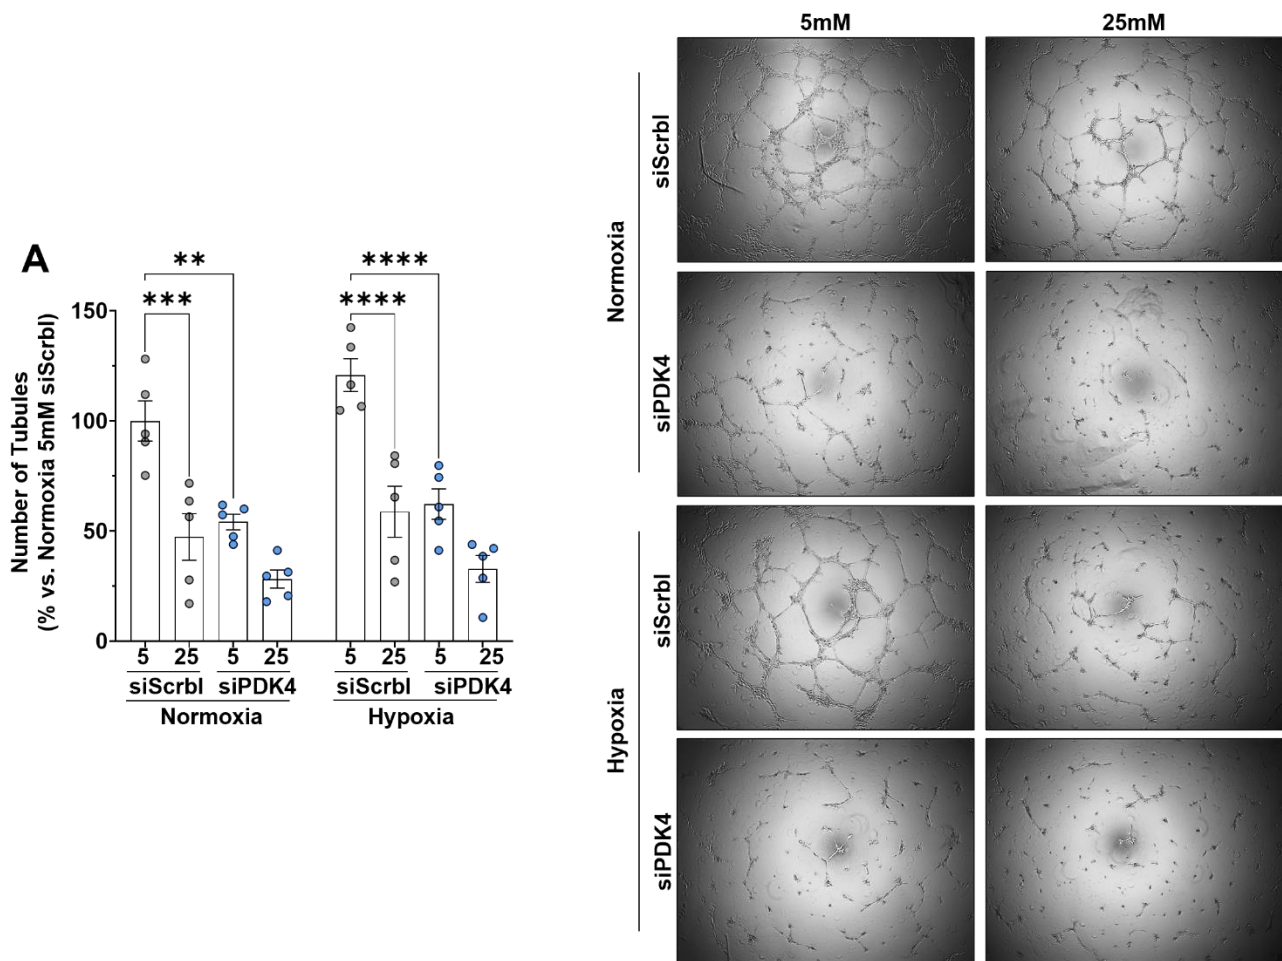 A
Number of Tubules
(% vs. Normoxia 5mM siScrbl)
150
100
50
0
**
***
****
****
5 25 5 25 5 25 5 25
siScrbl siPDK4 siScrbl siPDK4
Normoxia Hypoxia
5mM 25mM
Normoxia
siScrbl
siPDK4
Hypoxia
siScrbl
siPDK4